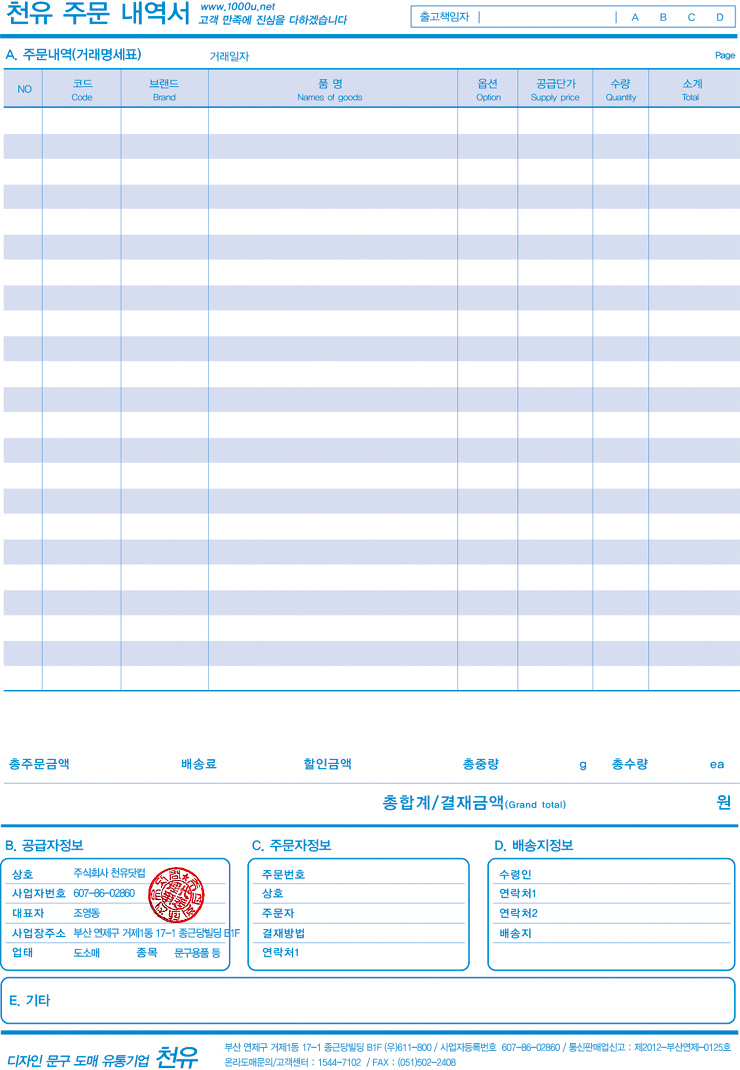 천유 주문 내역서
www.1000u.net
고객 만족에 진심을 다하겠습니다
출고책임자 | | A B C D
A. 주문내역(거래명세표) 거래일자 Page
NO 코드 브랜드 품 명 옵션 공급단가 수량 소계
Code Brand Names of goods Option Supply price Quantity Total
총주문금액 배송료 할인금액 총중량 g 총수량 ea
총합계/결재금액(Grand total) 원
B. 공급자정보
상호 주식회사 천유닷컴
사업자번호 607-86-02860
대표자 조영동
사업장주소 부산 연제구 거제1동 17-1 종근당빌딩 B1F
업태 도소매 종목 문구용품 등
C. 주문자정보
주문번호
상호
주문자
결재방법
연락처1
D. 배송지정보
수령인
연락처1
연락처2
배송지
E. 기타
디자인 문구 도매 유통기업 천유
부산 연제구 거제1동 17-1 종근당빌딩 B1F (우)611-800 / 사업자등록번호 607-86-02860 / 통신판매업신고 : 제2012-부산연제-0125호
온라도매문의/고객센터 : 1544-7102 / FAX : (051)502-2408